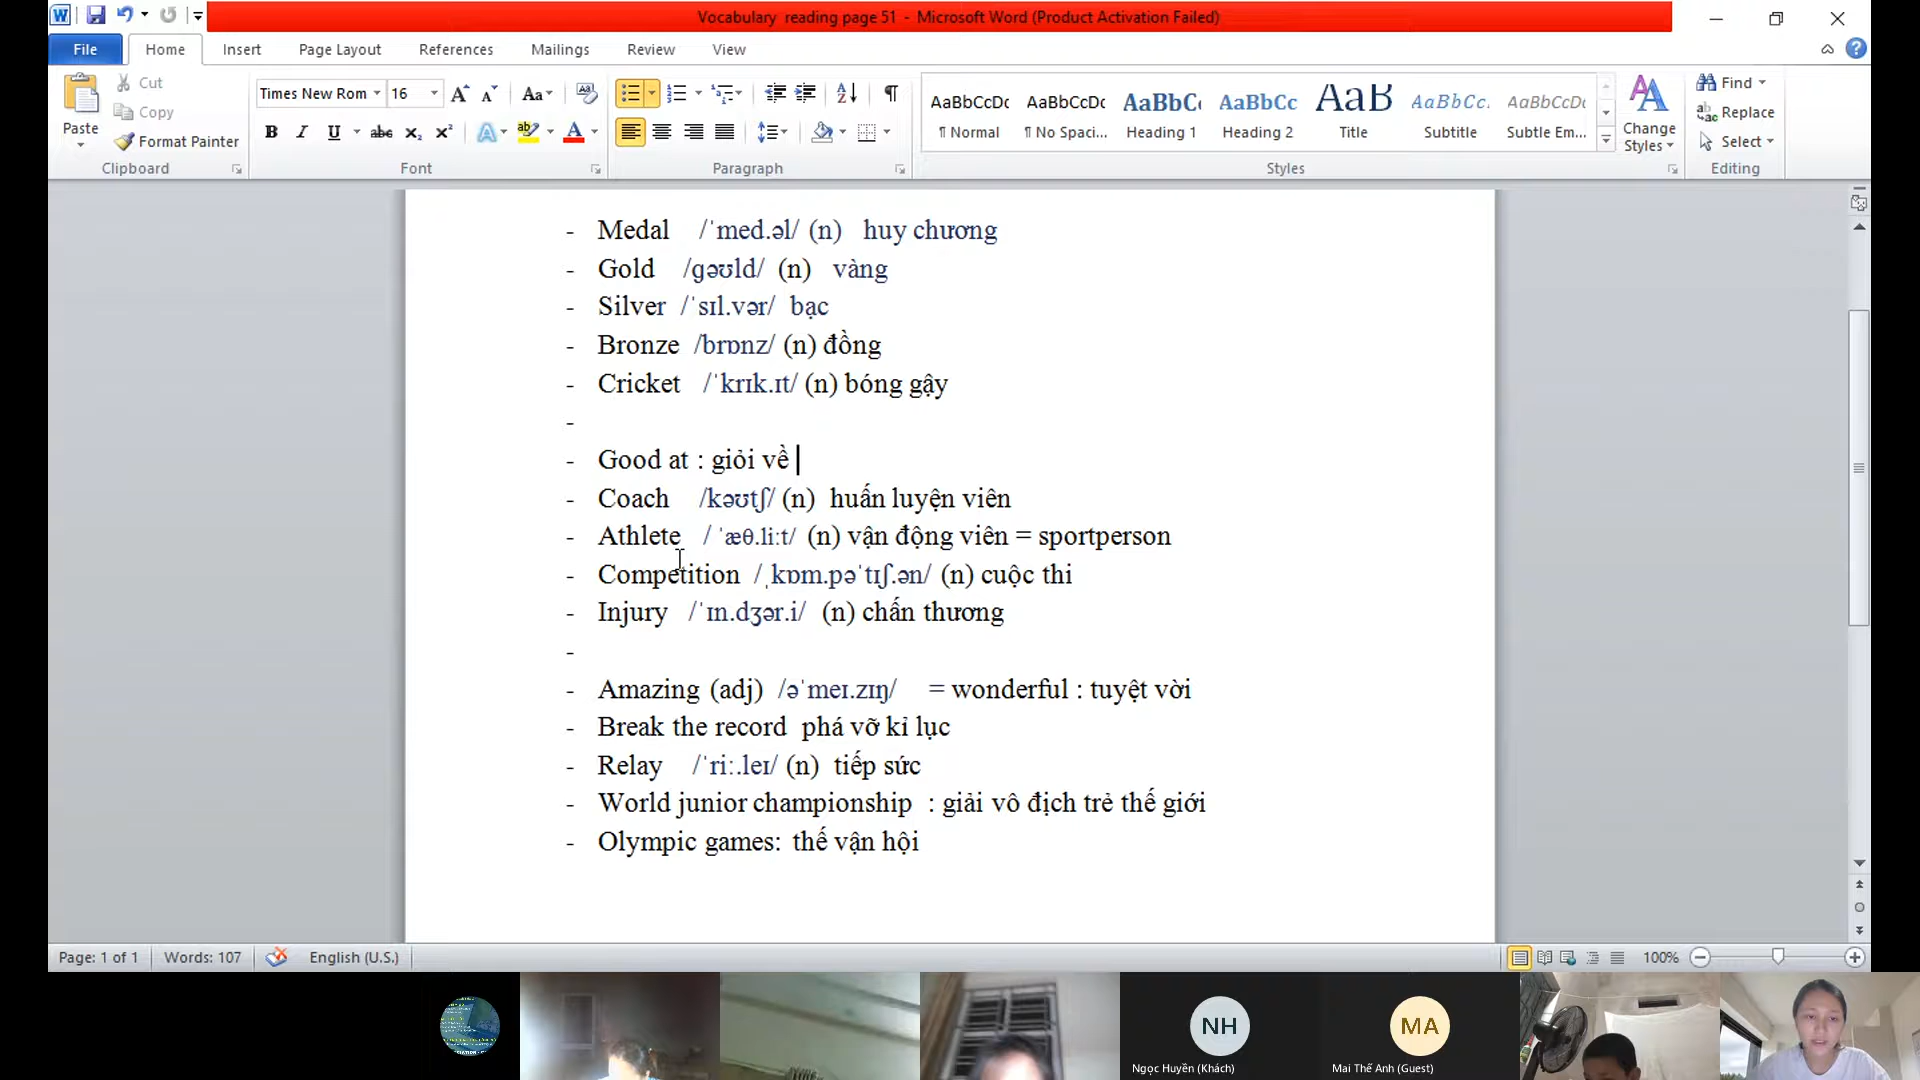 Vocabulary reading page 51 - Microsoft Word (Product Activation Failed)
File Home Insert Page Layout References Mailings Review View
Paste
Cut
Copy
Format Painter
Clipboard
Times New Rom 16
Font
Paragraph
AaBbCcDc AaBbCcDc AaBbC AaBbCc AaB AaBbCc. AaBbCcDc
¶ Normal ¶ No Spaci... Heading 1 Heading 2 Title Subtitle Subtle Em...
Styles
Change Styles
Find
Replace
Select
Editing
- Medal /ˈmed.əl/ (n) huy chương
- Gold /ɡəʊld/ (n) vàng
- Silver /ˈsɪl.vər/ bạc
- Bronze /brɒnz/ (n) đồng
- Cricket /ˈkrɪk.ɪt/ (n) bóng gậy
-
- Good at : giỏi về
- Coach /kəʊtʃ/ (n) huấn luyện viên
- Athlete / ˈæθ.liːt/ (n) vận động viên = sportperson
- Competition /ˌkɒm.pəˈtɪʃ.ən/ (n) cuộc thi
- Injury /ˈɪn.dʒər.i/ (n) chấn thương
-
- Amazing (adj) /əˈmeɪ.zɪŋ/ = wonderful : tuyệt vời
- Break the record phá vỡ kỉ lục
- Relay /ˈriː.leɪ/ (n) tiếp sức
- World junior championship : giải vô địch trẻ thế giới
- Olympic games: thế vận hội
Page: 1 of 1 Words: 107 English (U.S.) 100%
NH
MA
Ngọc Huyền (Khách)
Mai Thế Anh (Guest)